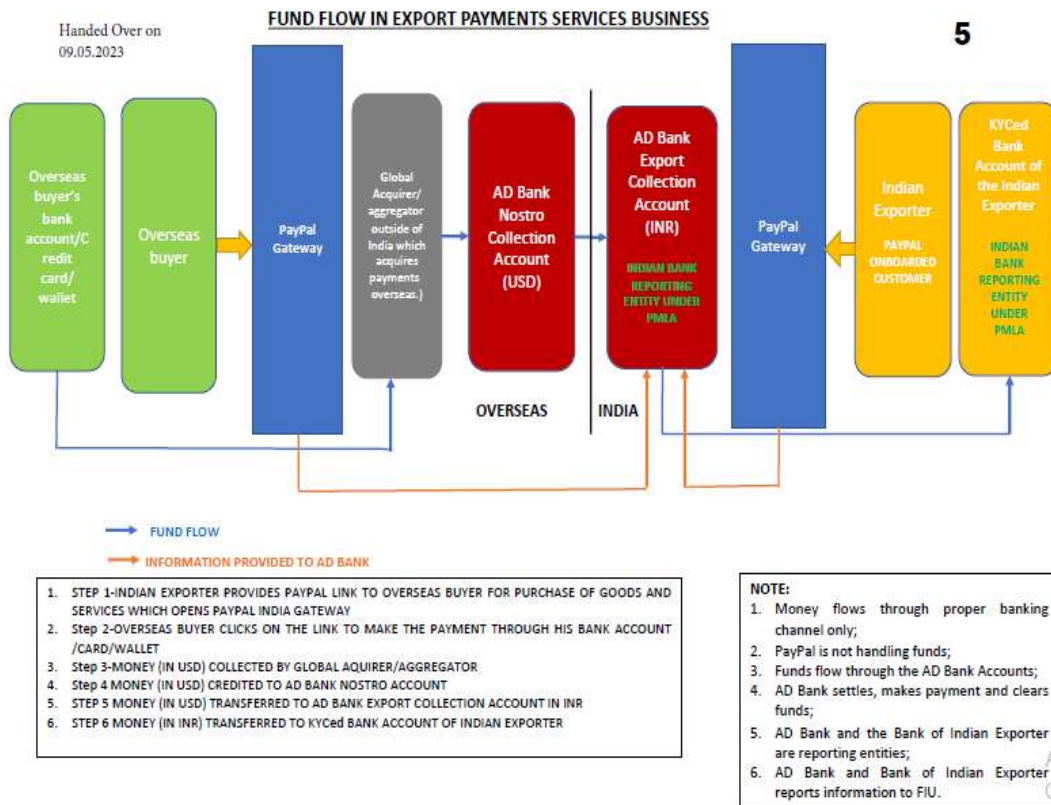 FUND FLOW IN EXPORT PAYMENTS SERVICES BUSINESS
Handed Over on
09.05.2023
5
Overseas
buyer's
bank
account/C
redit
card/
wallet
Overseas
buyer
PayPal
Gateway
Global
Acquirer/
aggregator
outside of
India which
acquires
payments
overseas.)
AD Bank
Nostro
Collection
Account
(USD)
AD Bank
Export
Collection
Account
(INR)
INDIAN BANK
REPORTING
ENTITY UNDER
PMLA
PayPal
Gateway
Indian
Exporter
PAYPAL
ONBOARDED
CUSTOMER
KYCed
Bank
Account of
the Indian
Exporter
INDIAN
BANK
REPORTING
ENTITY
UNDER
PMLA
OVERSEAS
INDIA
FUND FLOW
INFORMATION PROVIDED TO AD BANK
1. STEP 1-INDIAN EXPORTER PROVIDES PAYPAL LINK TO OVERSEAS BUYER FOR PURCHASE OF GOODS AND
SERVICES WHICH OPENS PAYPAL INDIA GATEWAY
2. Step 2-OVERSEAS BUYER CLICKS ON THE LINK TO MAKE THE PAYMENT THROUGH HIS BANK ACCOUNT
/CARD/WALLET
3. Step 3-MONEY (IN USD) COLLECTED BY GLOBAL AQUIRER/AGGREGATOR
4. Step 4 MONEY (IN USD) CREDITED TO AD BANK NOSTRO ACCOUNT
5. STEP 5 MONEY (IN USD) TRANSFERRED TO AD BANK EXPORT COLLECTION ACCOUNT IN INR
6. STEP 6 MONEY (IN INR) TRANSFERRED TO KYCed BANK ACCOUNT OF INDIAN EXPORTER
NOTE:
1. Money flows through proper banking
channel only;
2. PayPal is not handling funds;
3. Funds flow through the AD Bank Accounts;
4. AD Bank settles, makes payment and clears
funds;
5. AD Bank and the Bank of Indian Exporter
are reporting entities;
6. AD Bank and Bank of Indian Exporter
reports information to FIU.